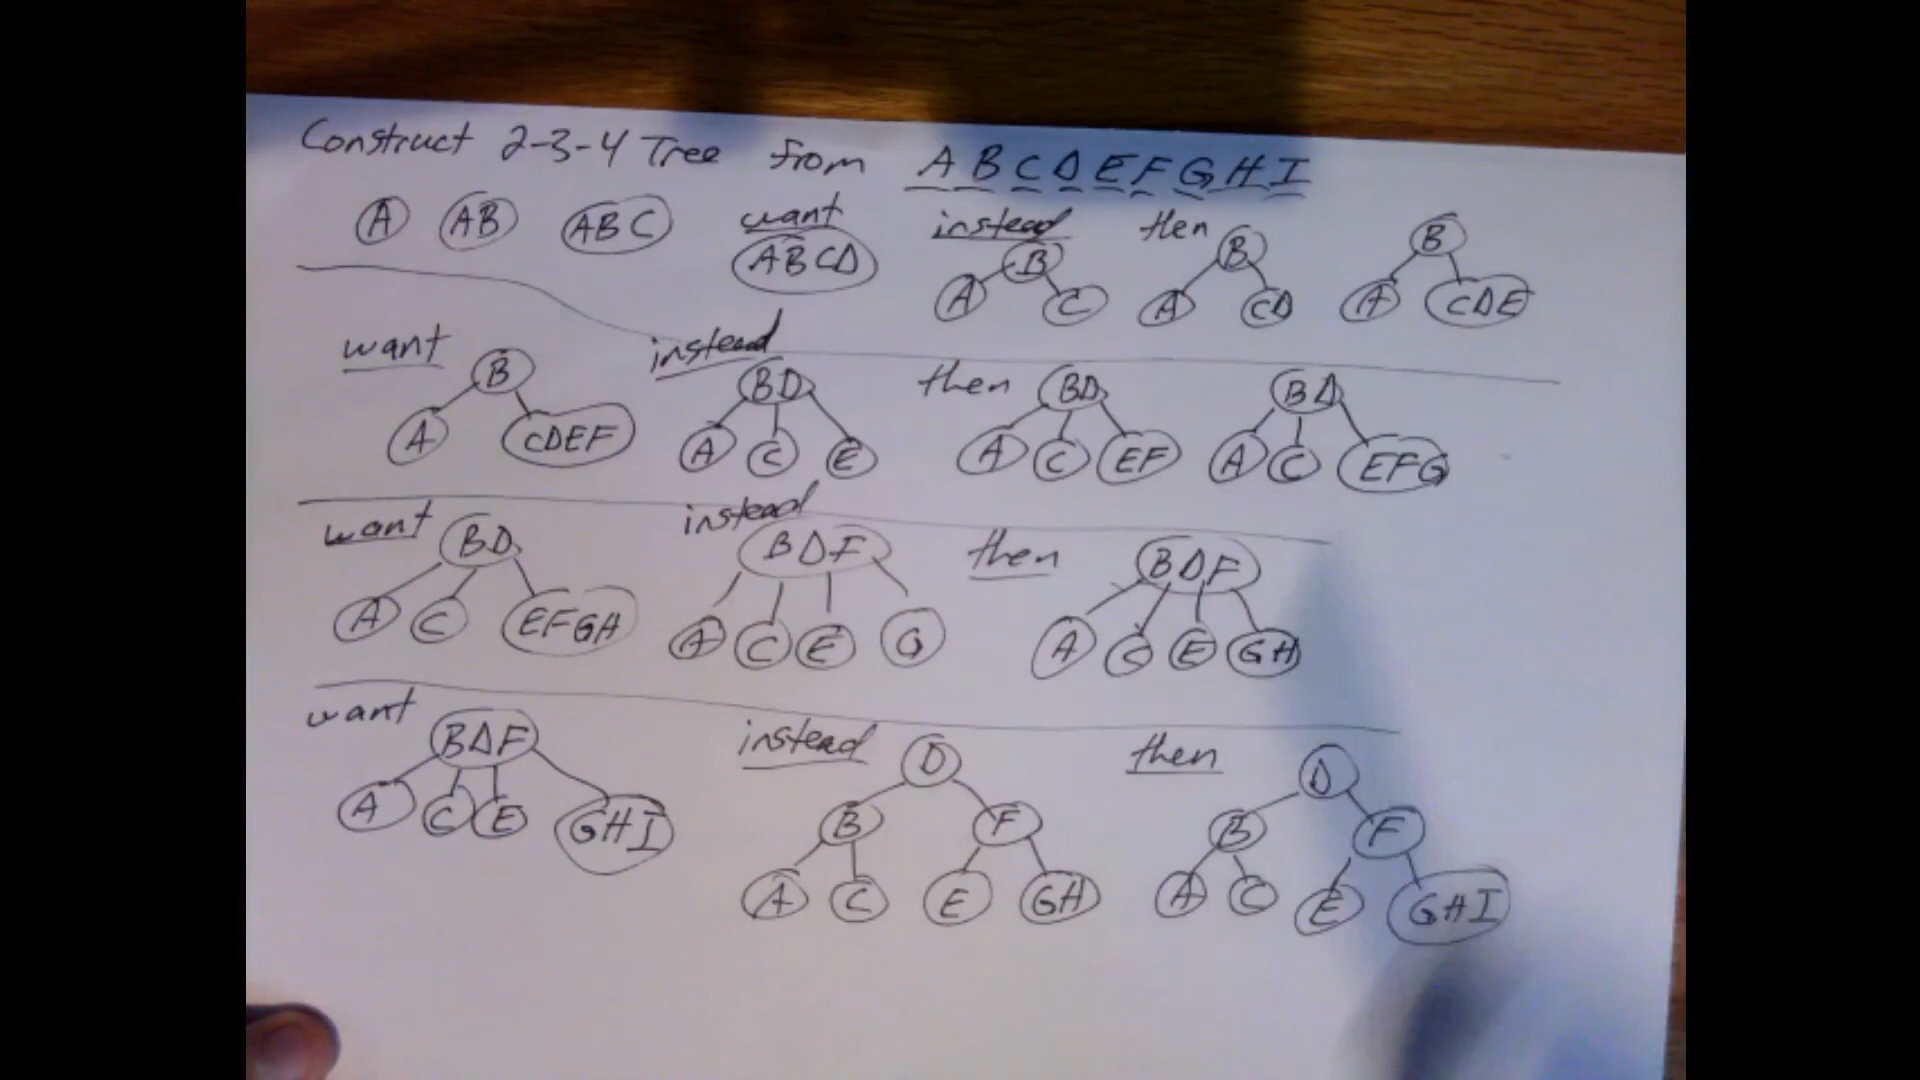 Construct 2-3-4 Tree from A B C D E F G H I
A AB ABC want instead then
ABCD B B B
A C A CD A CDE
want instead then
B BD BD BD
A CDEF A C E A C EF A C EFG
want instead then
BD BDF BDF
A C EFGH A C E G A C E GH
want instead then
BDF D D
A C E GHI B F B F
A C E GH A C E GHI